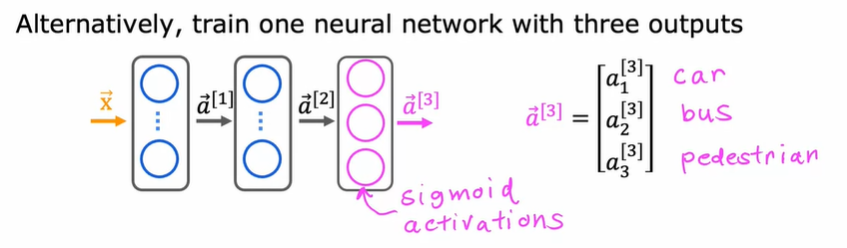 Alternatively, train one neural network with three outputs
x⃗ a⃗[1] a⃗[2] a⃗[3]
a⃗[3] =
a₁[3] car
a₂[3] bus
a₃[3] pedestrian
sigmoid
activations